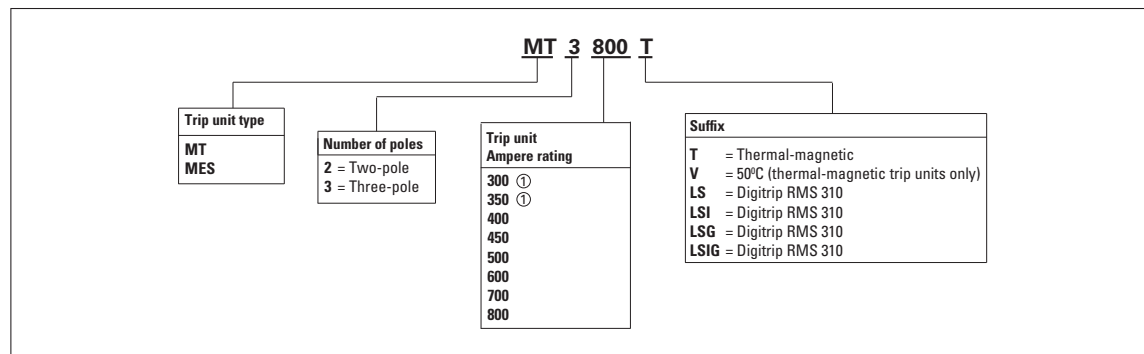 MT 3 800 T
Trip unit type
MT
MES
Number of poles
2 = Two-pole
3 = Three-pole
Trip unit
Ampere rating
300 ①
350 ①
400
450
500
600
700
800
Suffix
T = Thermal-magnetic
V = 50⁰C (thermal-magnetic trip units only)
LS = Digitrip RMS 310
LSI = Digitrip RMS 310
LSG = Digitrip RMS 310
LSIG = Digitrip RMS 310